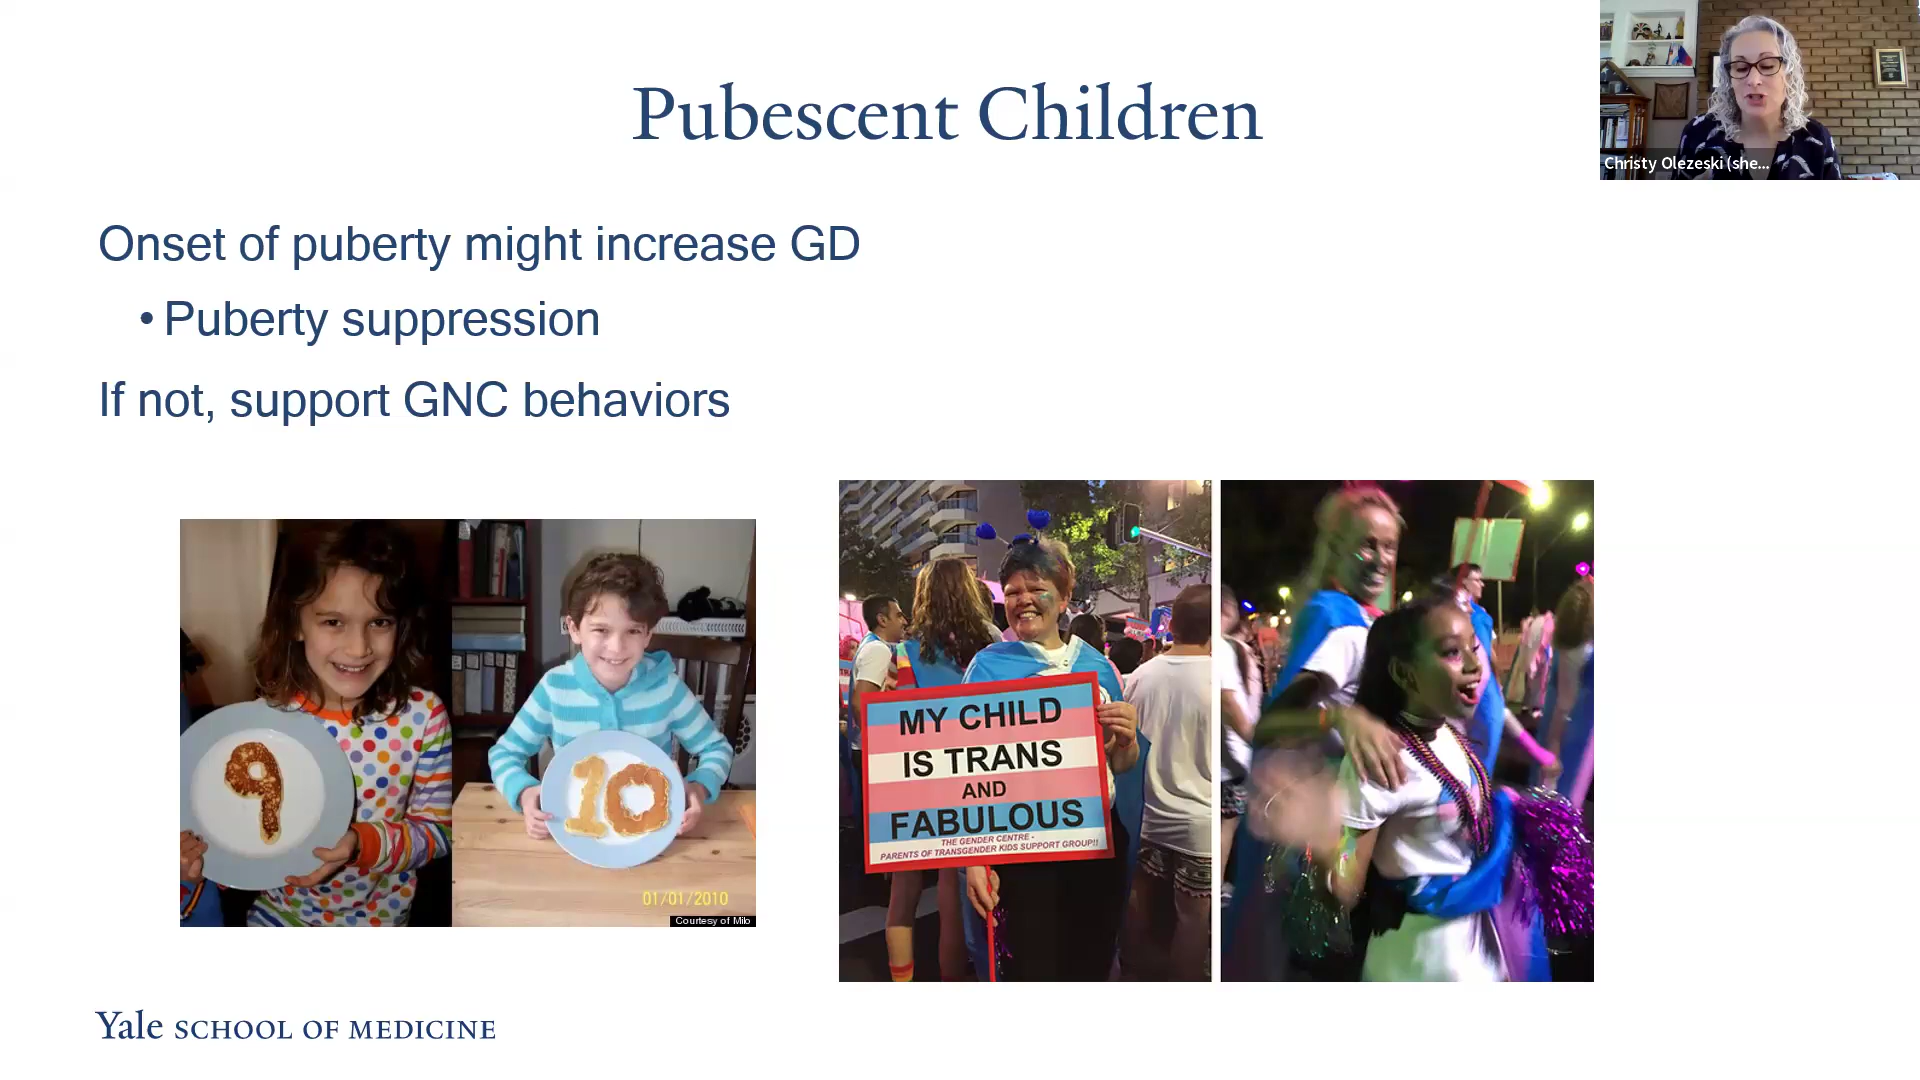 Pubescent Children
Christy Olezeski (she...
Onset of puberty might increase GD
• Puberty suppression
If not, support GNC behaviors
9
10
01/01/2010
Courtesy of Milo
MY CHILD
IS TRANS
AND
FABULOUS
THE GENDER CENTRE -
PARENTS OF TRANSGENDER KIDS SUPPORT GROUP!!
Yale SCHOOL OF MEDICINE